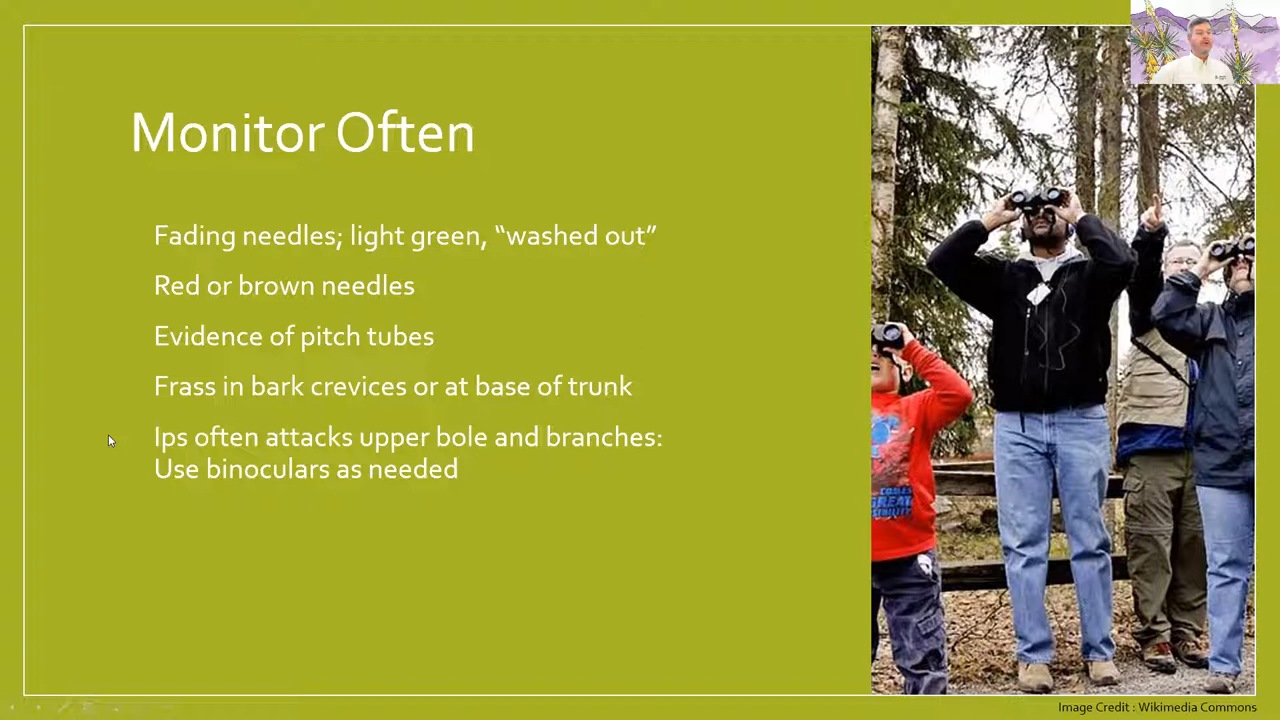 Monitor Often
Fading needles; light green, “washed out”
Red or brown needles
Evidence of pitch tubes
Frass in bark crevices or at base of trunk
Ips often attacks upper bole and branches:
Use binoculars as needed
COMES
GREAT
Image Credit : Wikimedia Commons